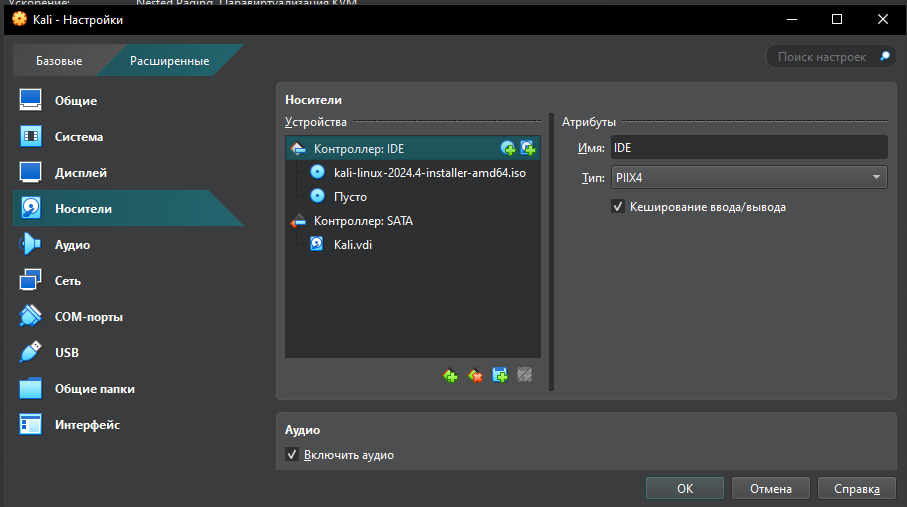 Ускорение: Nested Paging, Паравиртуализация KVM
Kali - Настройки
Базовые Расширенные Поиск настроек
Общие
Система
Дисплей
Носители
Аудио
Сеть
COM-порты
USB
Общие папки
Интерфейс
Носители
Устройства
Контроллер: IDE
kali-linux-2024.4-installer-amd64.iso
Пусто
Контроллер: SATA
Kali.vdi
Атрибуты
Имя: IDE
Тип: PIIX4
Кеширование ввода/вывода
Аудио
Включить аудио
OK Отмена Справка